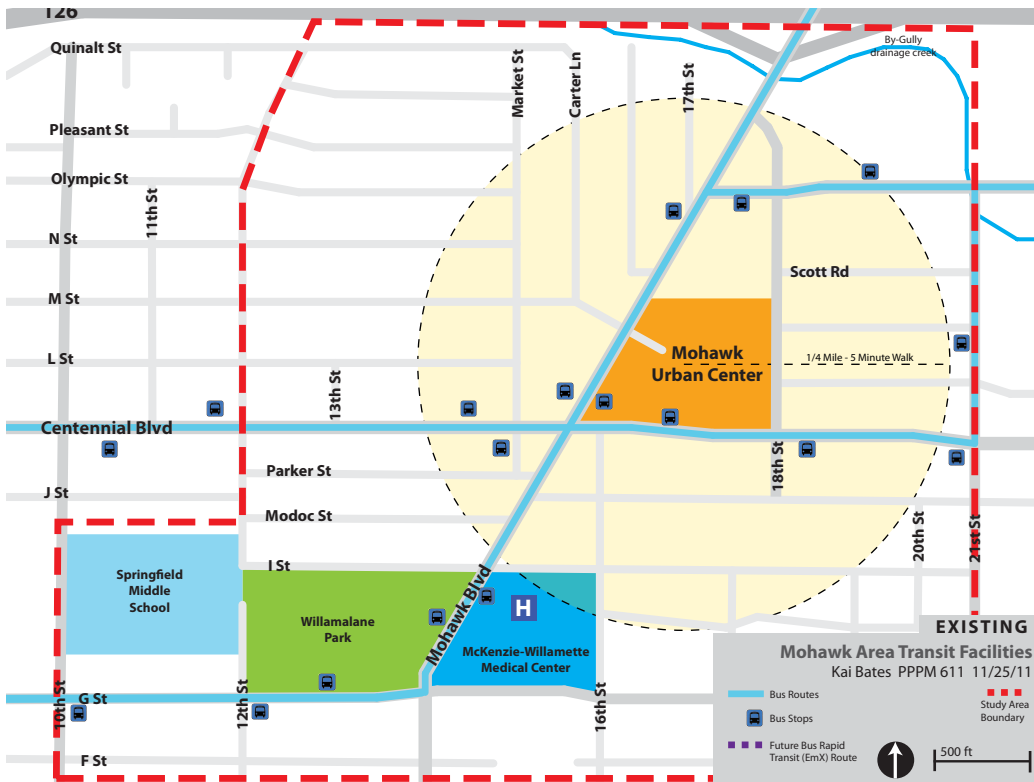 126
Quinalt St
By-Gully
drainage creek
Market St
Carter Ln
17th St
Pleasant St
Olympic St
11th St
N St
Scott Rd
M St
L St
Mohawk
Urban Center
1/4 Mile - 5 Minute Walk
13th St
Centennial Blvd
Parker St
18th St
J St
Modoc St
20th St
21st St
I St
Springfield
Middle
School
Willamalane
Park
Mohawk Blvd
H
McKenzie-Willamette
Medical Center
10th St
G St
12th St
16th St
F St
EXISTING
Mohawk Area Transit Facilities
Kai Bates PPPM 611 11/25/11
Bus Routes
Study Area
Boundary
Bus Stops
Future Bus Rapid
Transit (EmX) Route
500 ft